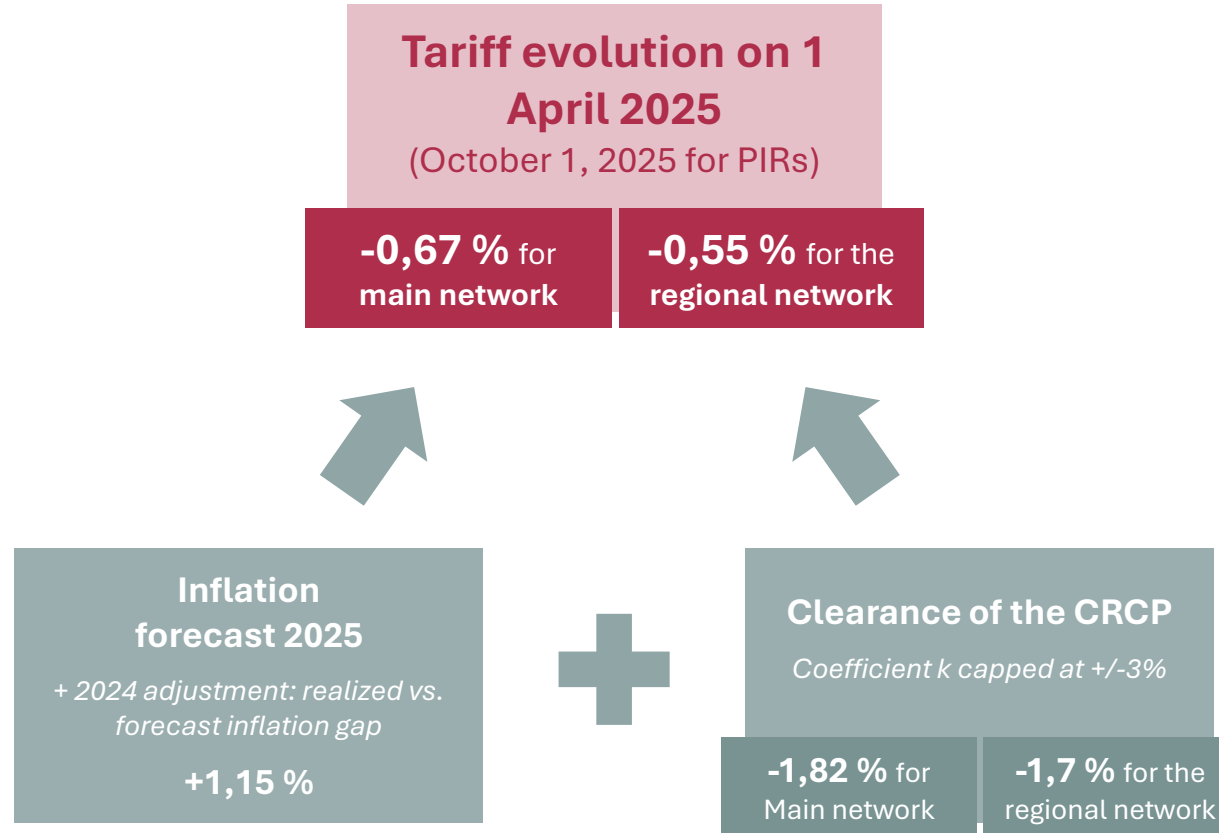 Tariff evolution on 1
April 2025
(October 1, 2025 for PIRs)
-0,67 % for
main network
-0,55 % for the
regional network
Inflation
forecast 2025
+ 2024 adjustment: realized vs.
forecast inflation gap
+1,15 %
Clearance of the CRCP
Coefficient k capped at +/-3%
-1,82 % for
Main network
-1,7 % for the
regional network